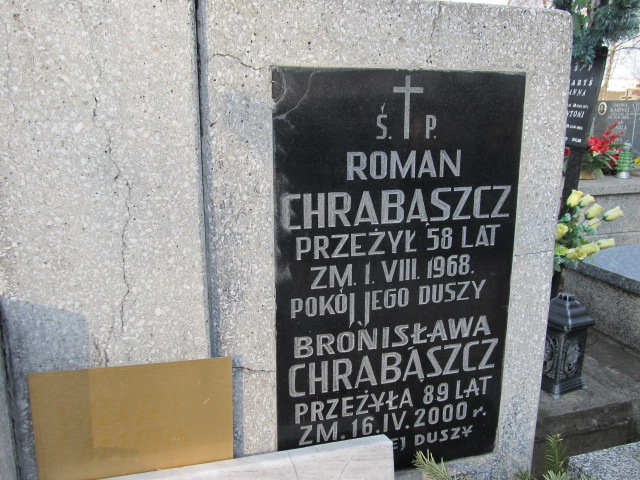 Ś. P.
ROMAN
CHRABĄSZCZ
PRZEŻYŁ 58 LAT
ZM. 1. VIII. 1968.
POKÓJ JEGO DUSZY
BRONISŁAWA
CHRABĄSZCZ
PRZEŻYŁA 89 LAT
ZM. 16.IV. 2000 r.
DUSZY
ANNA